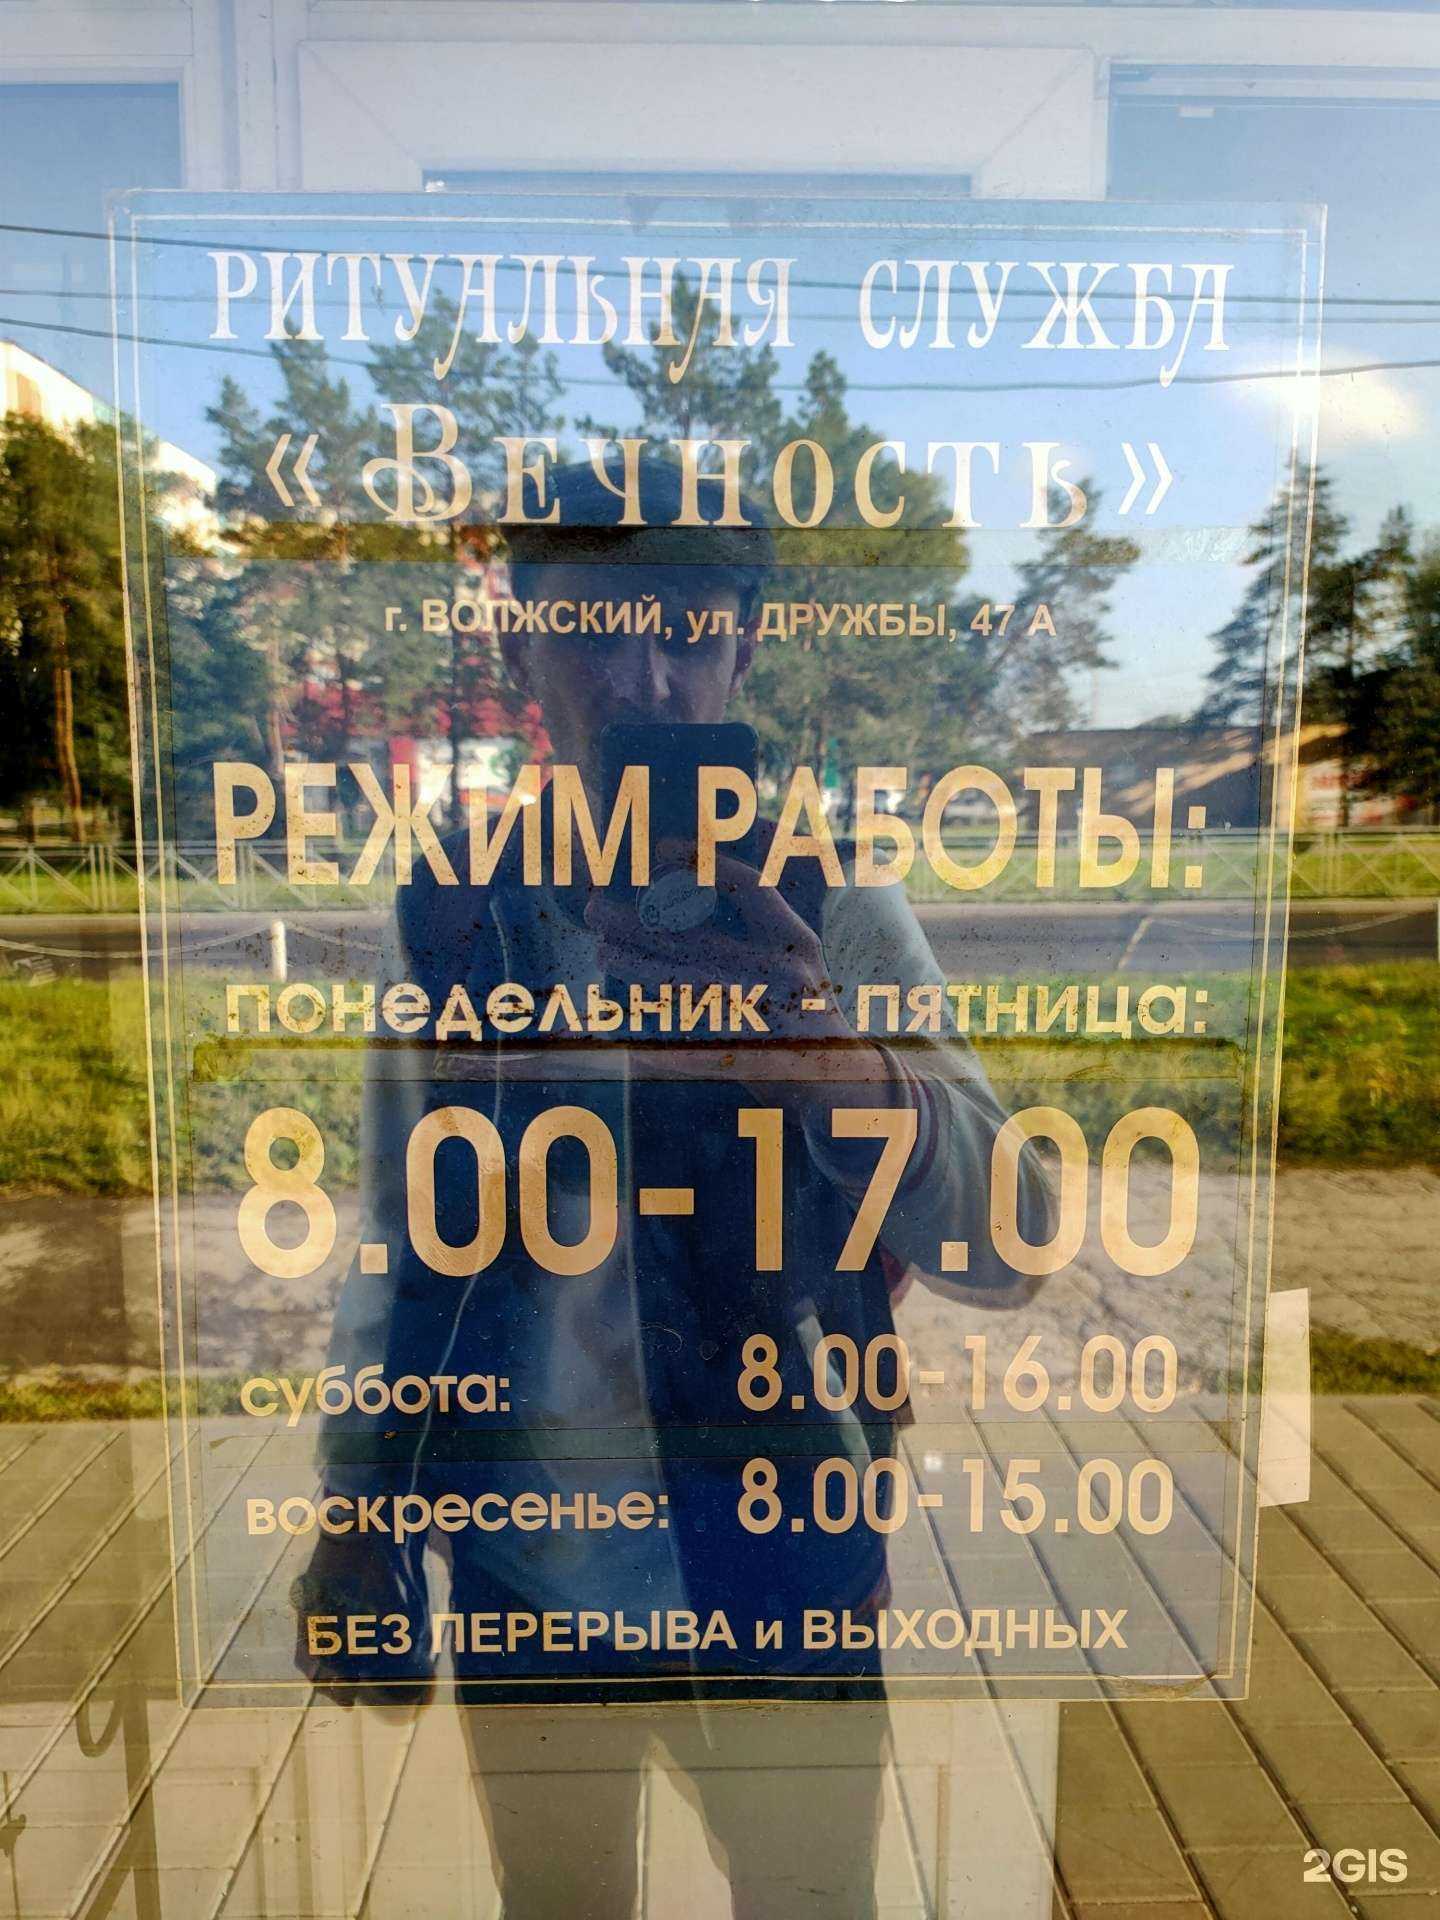 РИТУАЛЬНАЯ СЛУЖБА
«ВЕЧНОСТЬ»
г. ВОЛЖСКИЙ, ул. ДРУЖБЫ, 47 А
РЕЖИМ РАБОТЫ:
понедельник - пятница:
8.00-17.00
суббота: 8.00-16.00
воскресенье: 8.00-15.00
БЕЗ ПЕРЕРЫВА и ВЫХОДНЫХ
2GIS